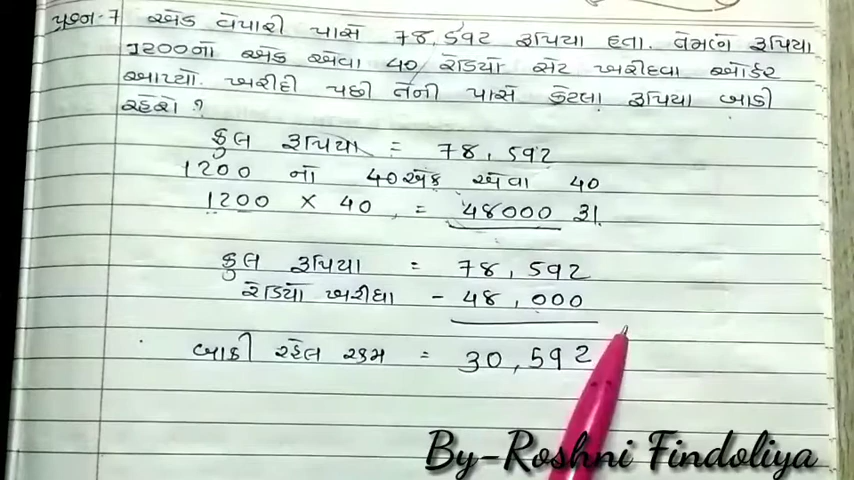 પ્રશ્ન-7 એક વેપારી પાસે 78,592 રૂપિયા હતા. તેમણે રૂપિયા
1200નો એક એવા 40 રેડિયો સેટ ખરીદવા ઓર્ડર
આપ્યો. ખરીદી પછી તેની પાસે કેટલા રૂપિયા બાકી
રહેશે ?
કુલ રૂપિયા = 78,592
1200 નો 40એક એવા 40
1200 X 40 = 48000 રૂા.
કુલ રૂપિયા = 78,592
રેડિયો ખરીદ્યા - 48,000
બાકી રહેલ રકમ = 30,592
By-Roshni Findoliya